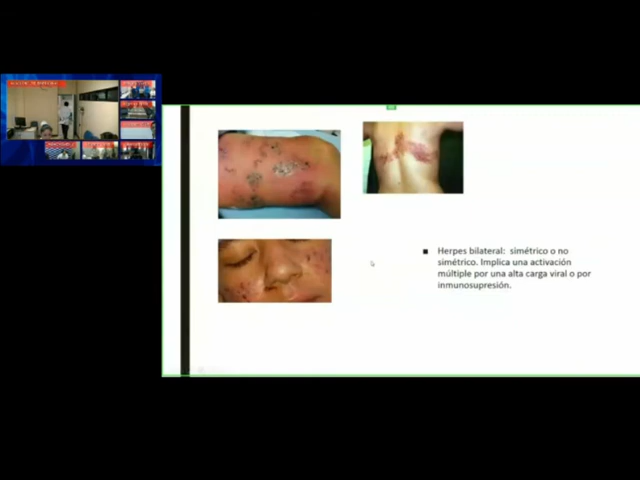 Herpes bilateral: simétrico o no
simétrico. Implica una activación
múltiple por una alta carga viral o por
inmunosupresión.